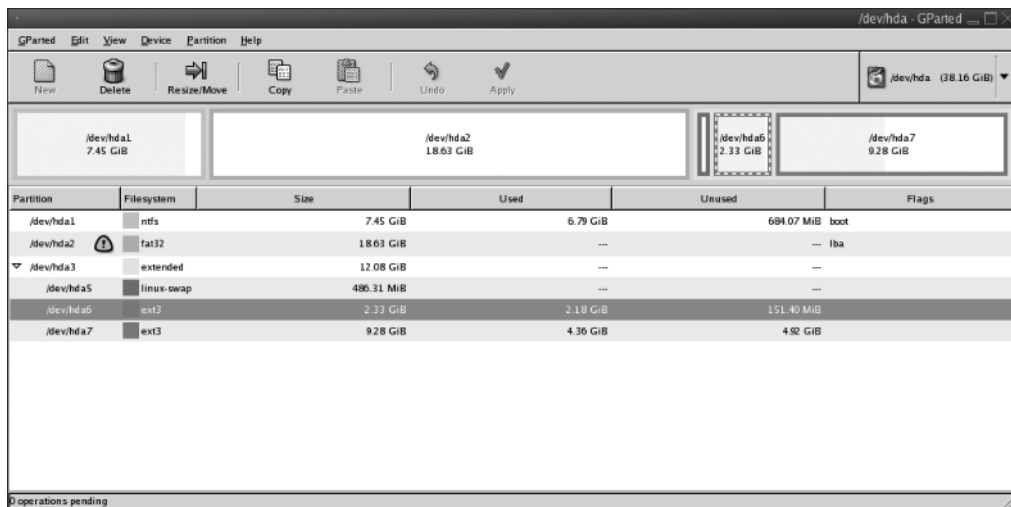 /dev/hda - GParted
GParted Edit View Device Partition Help
New Delete Resize/Move Copy Paste Undo Apply /dev/hda (38.16 GiB)
/dev/hda1
7.45 GiB
/dev/hda2
18.63 GiB
/dev/hda6
2.33 GiB
/dev/hda7
9.28 GiB
Partition Filesystem Size Used Unused Flags
/dev/hda1 ntfs 7.45 GiB 6.79 GiB 684.07 MiB boot
/dev/hda2 fat32 18.63 GiB --- --- lba
/dev/hda3 extended 12.08 GiB --- ---
/dev/hda5 linux-swap 486.31 MiB --- ---
/dev/hda6 ext3 2.33 GiB 2.18 GiB 151.40 MiB
/dev/hda7 ext3 9.28 GiB 4.36 GiB 4.92 GiB
0 operations pending